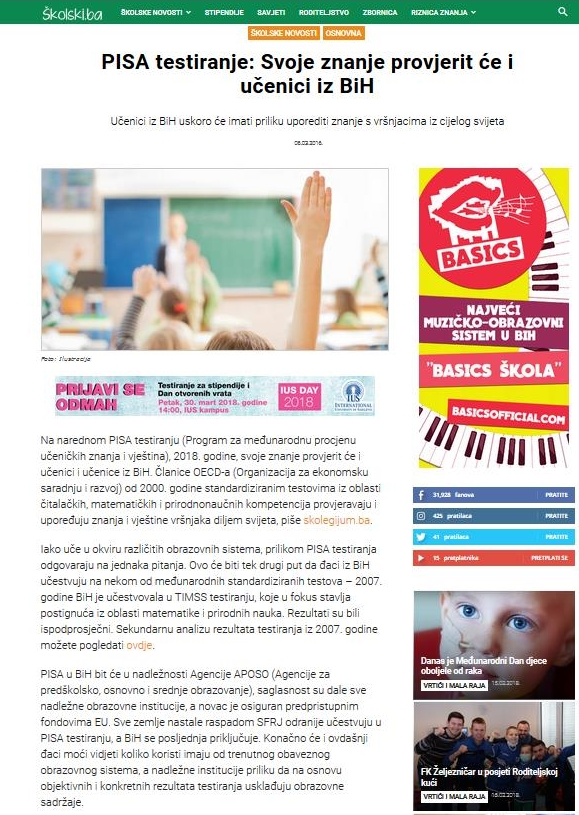 Školski.ba
ŠKOLSKE NOVOSTI
STIPENDIJE
SAVJETI
RODITELJSTVO
ZBORNICA
RIZNICA ZNANJA
ŠKOLSKE NOVOSTI
OSNOVNA
PISA testiranje: Svoje znanje provjerit će i
učenici iz BiH
Učenici iz BiH uskoro će imati priliku uporediti znanje s vršnjacima iz cijelog svijeta
Foto: Ilustracija
PRIJAVI SE
ODMAH
Testiranje za stipendije i
Dan otvorenih vrata
Petak, 30. mart 2018. godine
14:00, IUS kampus
IUS DAY
2018
IUS
INTERNATIONAL
Na narednom PISA testiranju (Program za međunarodnu procjenu
učeničkih znanja i vještina), 2018. godine, svoje znanje provjerit će i
učenici i učenice iz BiH. Članice OECD-a (Organizacija za ekonomsku
saradnju i razvoj) od 2000. godine standardiziranim testovima iz oblasti
čitalačkih, matematičkih i prirodnonaučnih kompetencija provjeravaju i
upoređuju znanja i vještine vršnjaka diljem svijeta, piše skolegijum.ba.
Iako uče u okviru različitih obrazovnih sistema, prilikom PISA testiranja
odgovaraju na jednaka pitanja. Ovo će biti tek drugi put da đaci iz BiH
učestvuju na nekom od međunarodnih standardiziranih testova – 2007.
godine BiH je učestvovala u TIMSS testiranju, koje u fokus stavlja
postignuća iz oblasti matematike i prirodnih nauka. Rezultati su bili
ispodprosječni. Sekundarnu analizu rezultata testiranja iz 2007. godine
možete pogledati ovdje.
PISA u BiH bit će u nadležnosti Agencije APOSO (Agencije za
predškolsko, osnovno i srednje obrazovanje), saglasnost su dale sve
nadležne obrazovne institucije, a novac je osiguran predpristupnim
fondovima EU. Sve zemlje nastale raspadom SFRJ odranije učestvuju u
PISA testiranju, a BiH se posljednja priključuje. Konačno će i ovdašnji
đaci moći vidjeti koliko koristi imaju od trenutnog obaveznog
obrazovnog sistema, a nadležne institucije priliku da na osnovu
objektivnih i konkretnih rezultata testiranja usklađuju obrazovne
sadržaje.
BASICS
NAJVEĆI
MUZIČKO-OBRAZOVNI
SISTEM U BIH
"BASICS ŠKOLA"
BASICSOFFICIAL.COM
31,928 fanova PRATITE
425 pratilaca PRATITE
41 pratilaca PRATITE
15 pretplatnika PRETPLATI SE
Danas je Međunarodni Dan djece
oboljele od raka
VRTIĆI I MALA RAJA 15.02.2018.
FK Željezničar u posjeti Roditeljskoj
kući
VRTIĆI I MALA RAJA